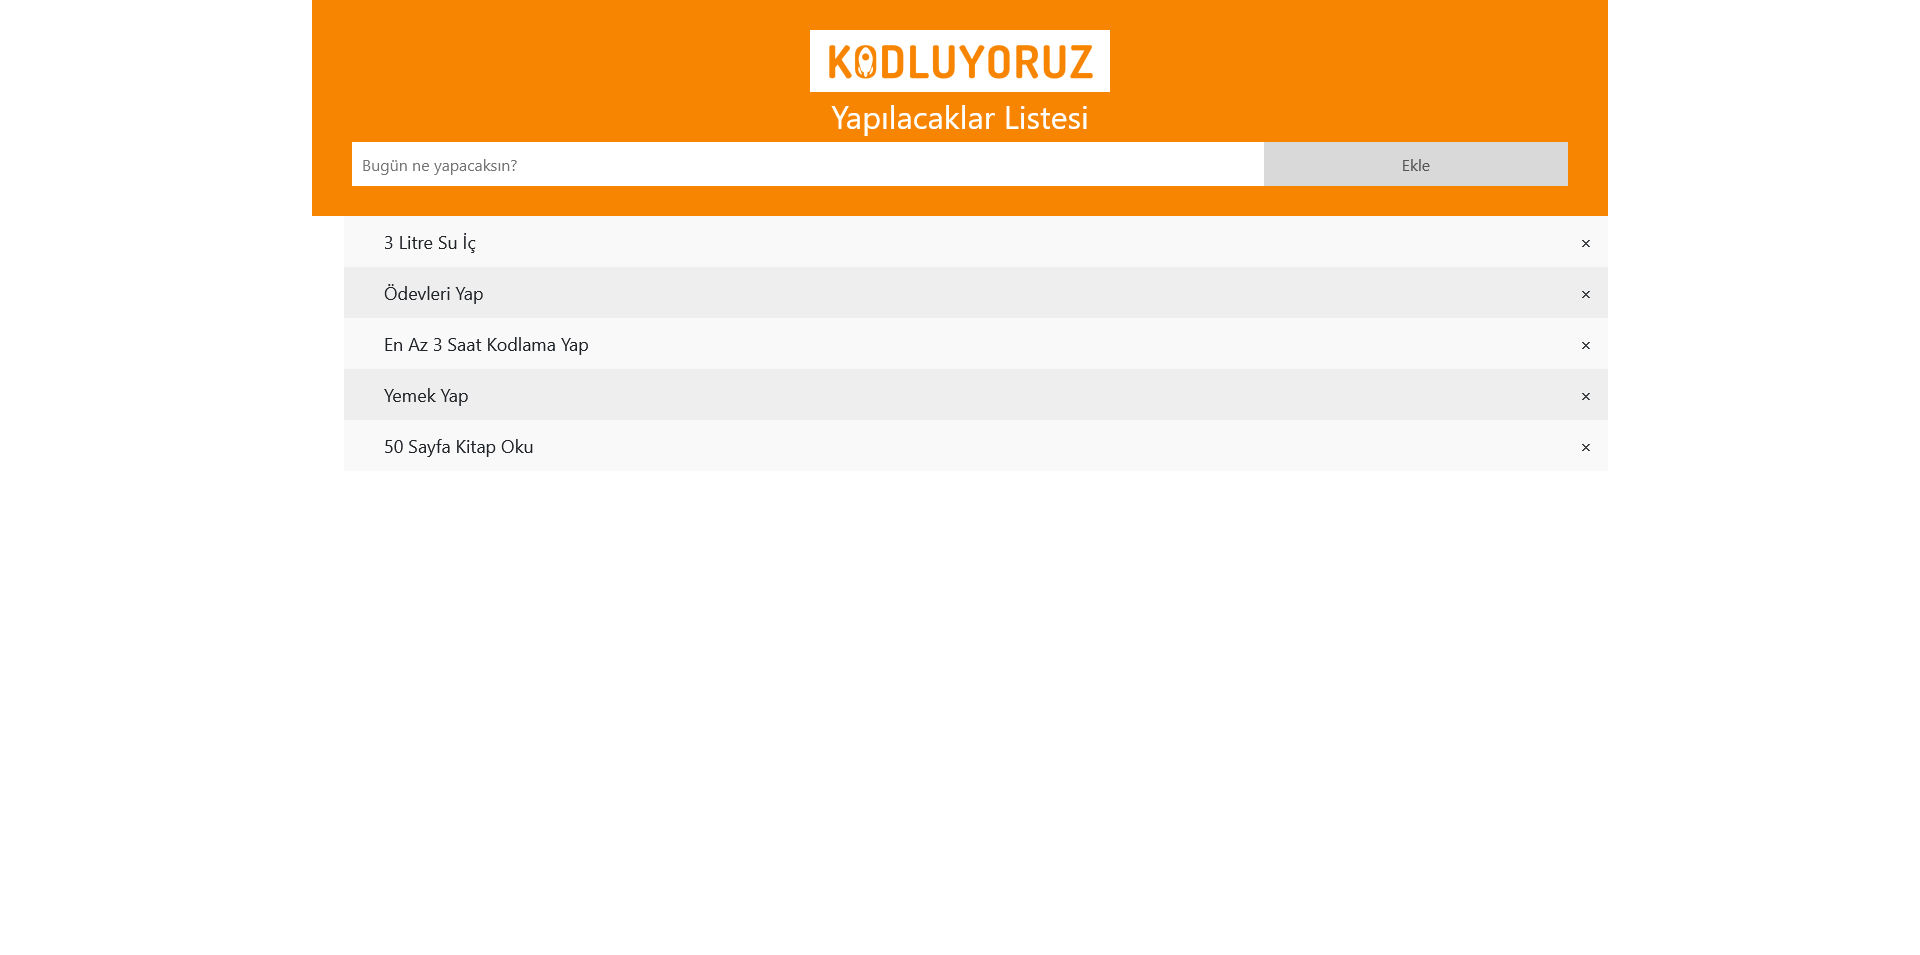 KODLUYORUZ
Yapılacaklar Listesi
Bugün ne yapacaksın?
Ekle
3 Litre Su İç ×
Ödevleri Yap ×
En Az 3 Saat Kodlama Yap ×
Yemek Yap ×
50 Sayfa Kitap Oku ×